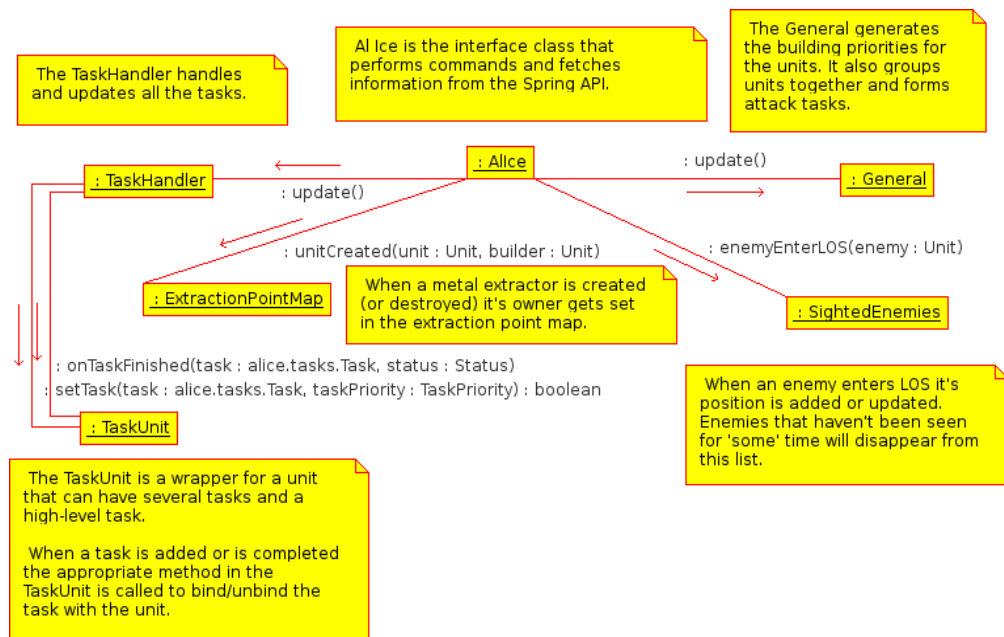 The TaskHandler handles
and updates all the tasks.
Al Ice is the interface class that
performs commands and fetches
information from the Spring API.
The General generates
the building priorities for
the units. It also groups
units together and forms
attack tasks.
: Alice
: update()
: TaskHandler
: update()
: General
: unitCreated(unit : Unit, builder : Unit)
: enemyEnterLOS(enemy : Unit)
: ExtractionPointMap
When a metal extractor is created
(or destroyed) it's owner gets set
in the extraction point map.
: SightedEnemies
: onTaskFinished(task : alice.tasks.Task, status : Status)
: setTask(task : alice.tasks.Task, taskPriority : TaskPriority) : boolean
: TaskUnit
When an enemy enters LOS it's
position is added or updated.
Enemies that haven't been seen
for 'some' time will disappear from
this list.
The TaskUnit is a wrapper for a unit
that can have several tasks and a
high-level task.
When a task is added or is completed
the appropriate method in the
TaskUnit is called to bind/unbind the
task with the unit.